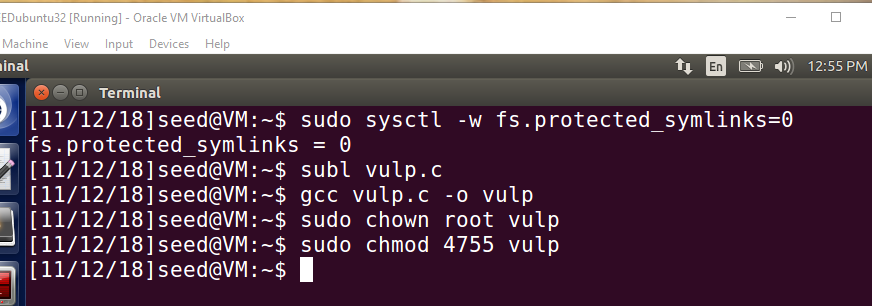 EDubuntu32 [Running] - Oracle VM VirtualBox
Machine View Input Devices Help
inal
En
12:55 PM
Terminal
[11/12/18]seed@VM:~$ sudo sysctl -w fs.protected_symlinks=0
fs.protected_symlinks = 0
[11/12/18]seed@VM:~$ subl vulp.c
[11/12/18]seed@VM:~$ gcc vulp.c -o vulp
[11/12/18]seed@VM:~$ sudo chown root vulp
[11/12/18]seed@VM:~$ sudo chmod 4755 vulp
[11/12/18]seed@VM:~$